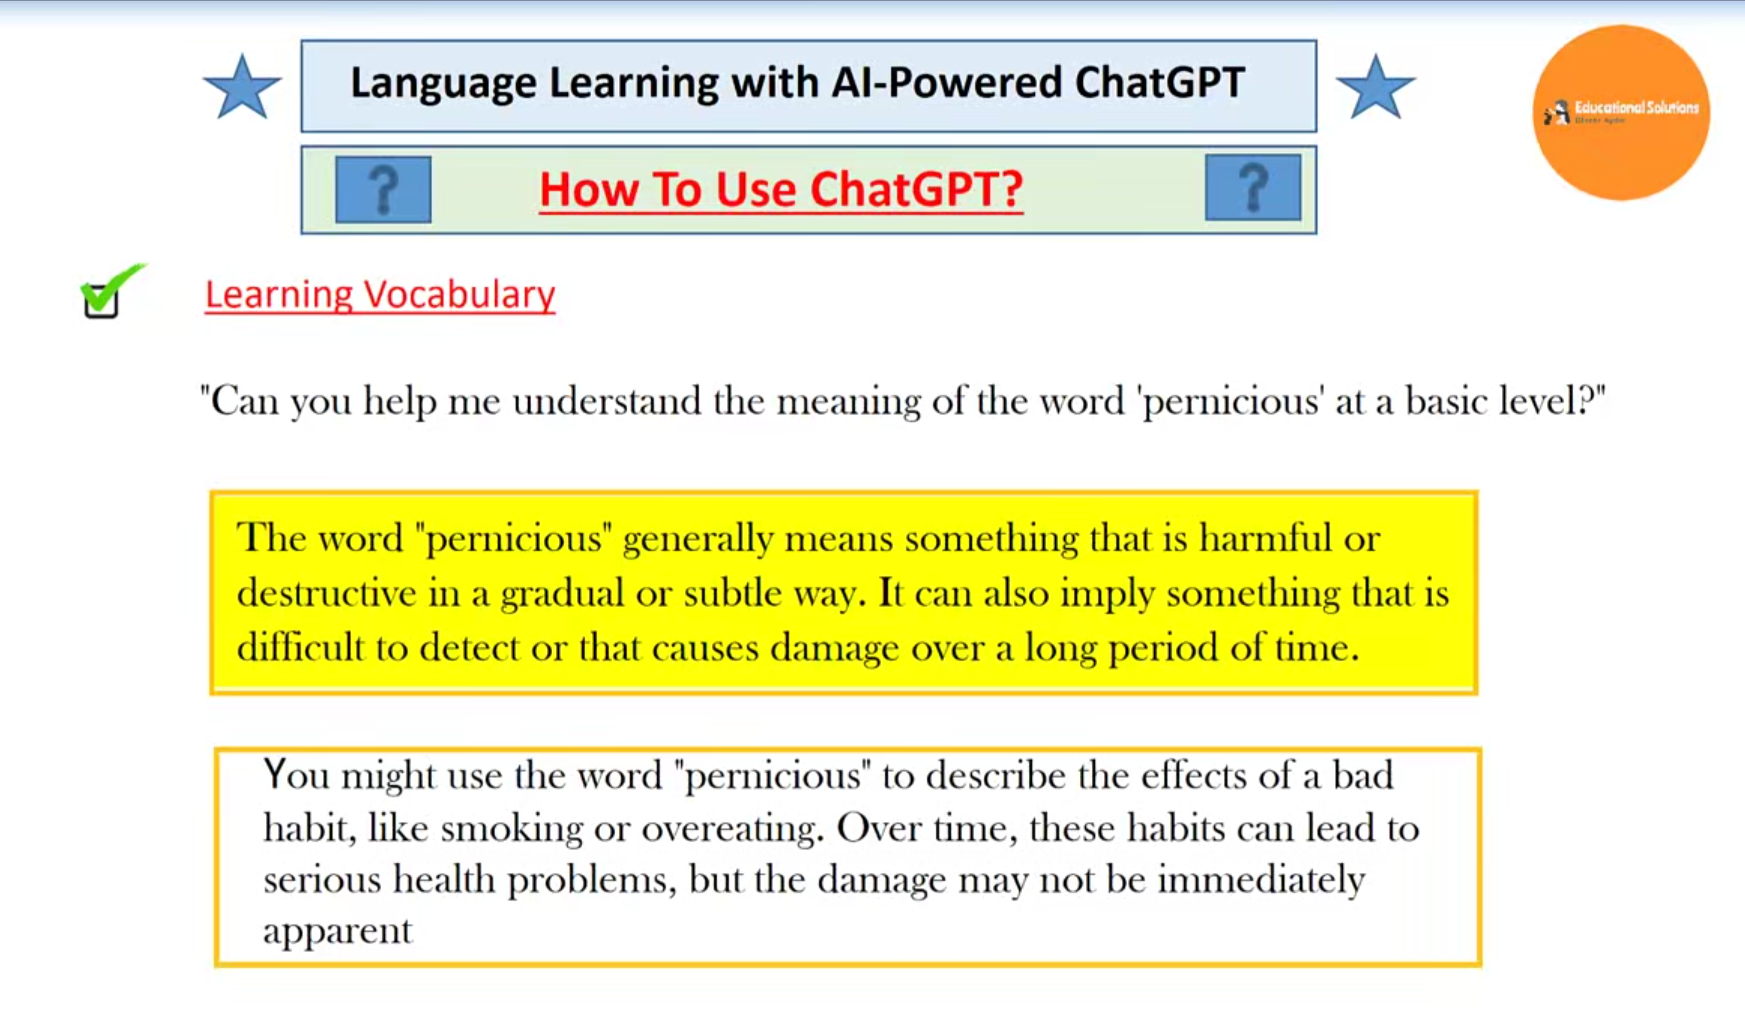 Language Learning with AI-Powered ChatGPT
Educational Solutions
? How To Use ChatGPT? ?
Learning Vocabulary
"Can you help me understand the meaning of the word 'pernicious' at a basic level?"
The word "pernicious" generally means something that is harmful or
destructive in a gradual or subtle way. It can also imply something that is
difficult to detect or that causes damage over a long period of time.
You might use the word "pernicious" to describe the effects of a bad
habit, like smoking or overeating. Over time, these habits can lead to
serious health problems, but the damage may not be immediately
apparent